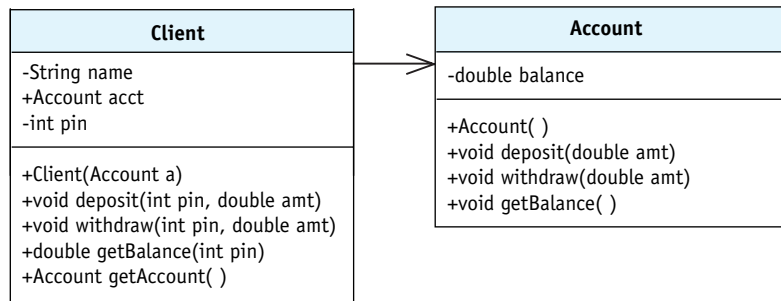 Client
-String name
+Account acct
-int pin
+Client(Account a)
+void deposit(int pin, double amt)
+void withdraw(int pin, double amt)
+double getBalance(int pin)
+Account getAccount( )
Account
-double balance
+Account( )
+void deposit(double amt)
+void withdraw(double amt)
+void getBalance( )